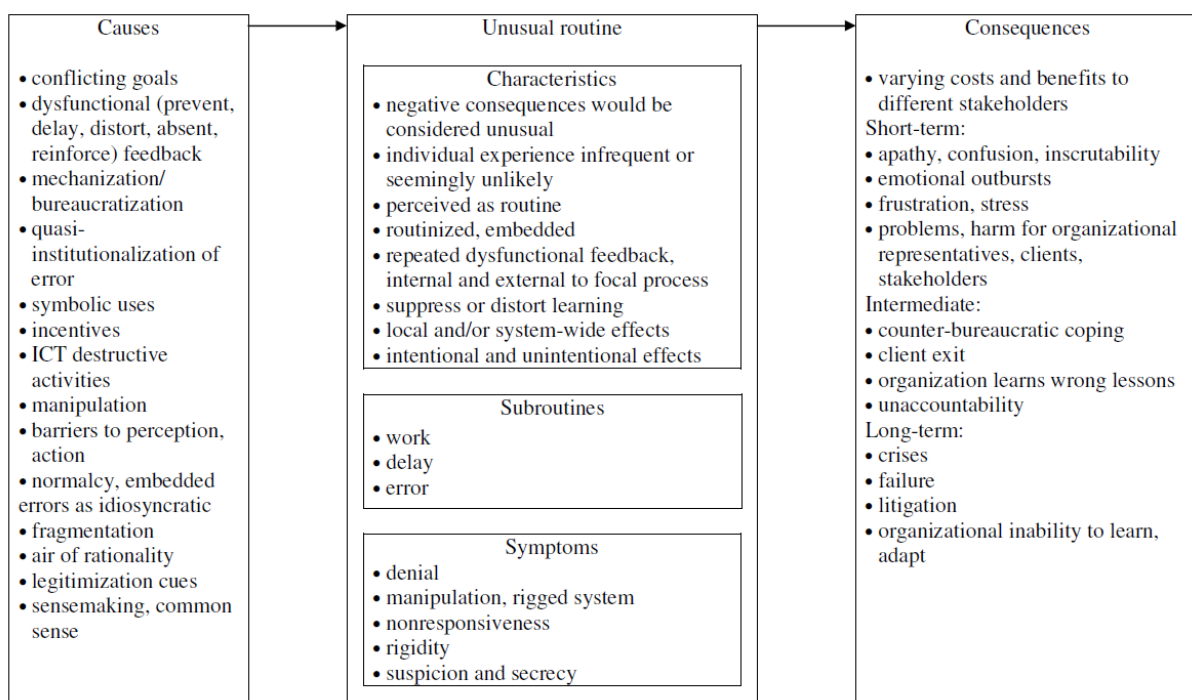 Causes
• conflicting goals
• dysfunctional (prevent,
delay, distort, absent,
reinforce) feedback
• mechanization/
bureaucratization
• quasi-
institutionalization of
error
• symbolic uses
• incentives
• ICT destructive
activities
• manipulation
• barriers to perception,
action
• normalcy, embedded
errors as idiosyncratic
• fragmentation
• air of rationality
• legitimization cues
• sensemaking, common
sense
Unusual routine
Characteristics
• negative consequences would be
considered unusual
• individual experience infrequent or
seemingly unlikely
• perceived as routine
• routinized, embedded
• repeated dysfunctional feedback,
internal and external to focal process
• suppress or distort learning
• local and/or system-wide effects
• intentional and unintentional effects
Subroutines
• work
• delay
• error
Symptoms
• denial
• manipulation, rigged system
• nonresponsiveness
• rigidity
• suspicion and secrecy
Consequences
• varying costs and benefits to
different stakeholders
Short-term:
• apathy, confusion, inscrutability
• emotional outbursts
• frustration, stress
• problems, harm for organizational
representatives, clients,
stakeholders
Intermediate:
• counter-bureaucratic coping
• client exit
• organization learns wrong lessons
• unaccountability
Long-term:
• crises
• failure
• litigation
• organizational inability to learn,
adapt